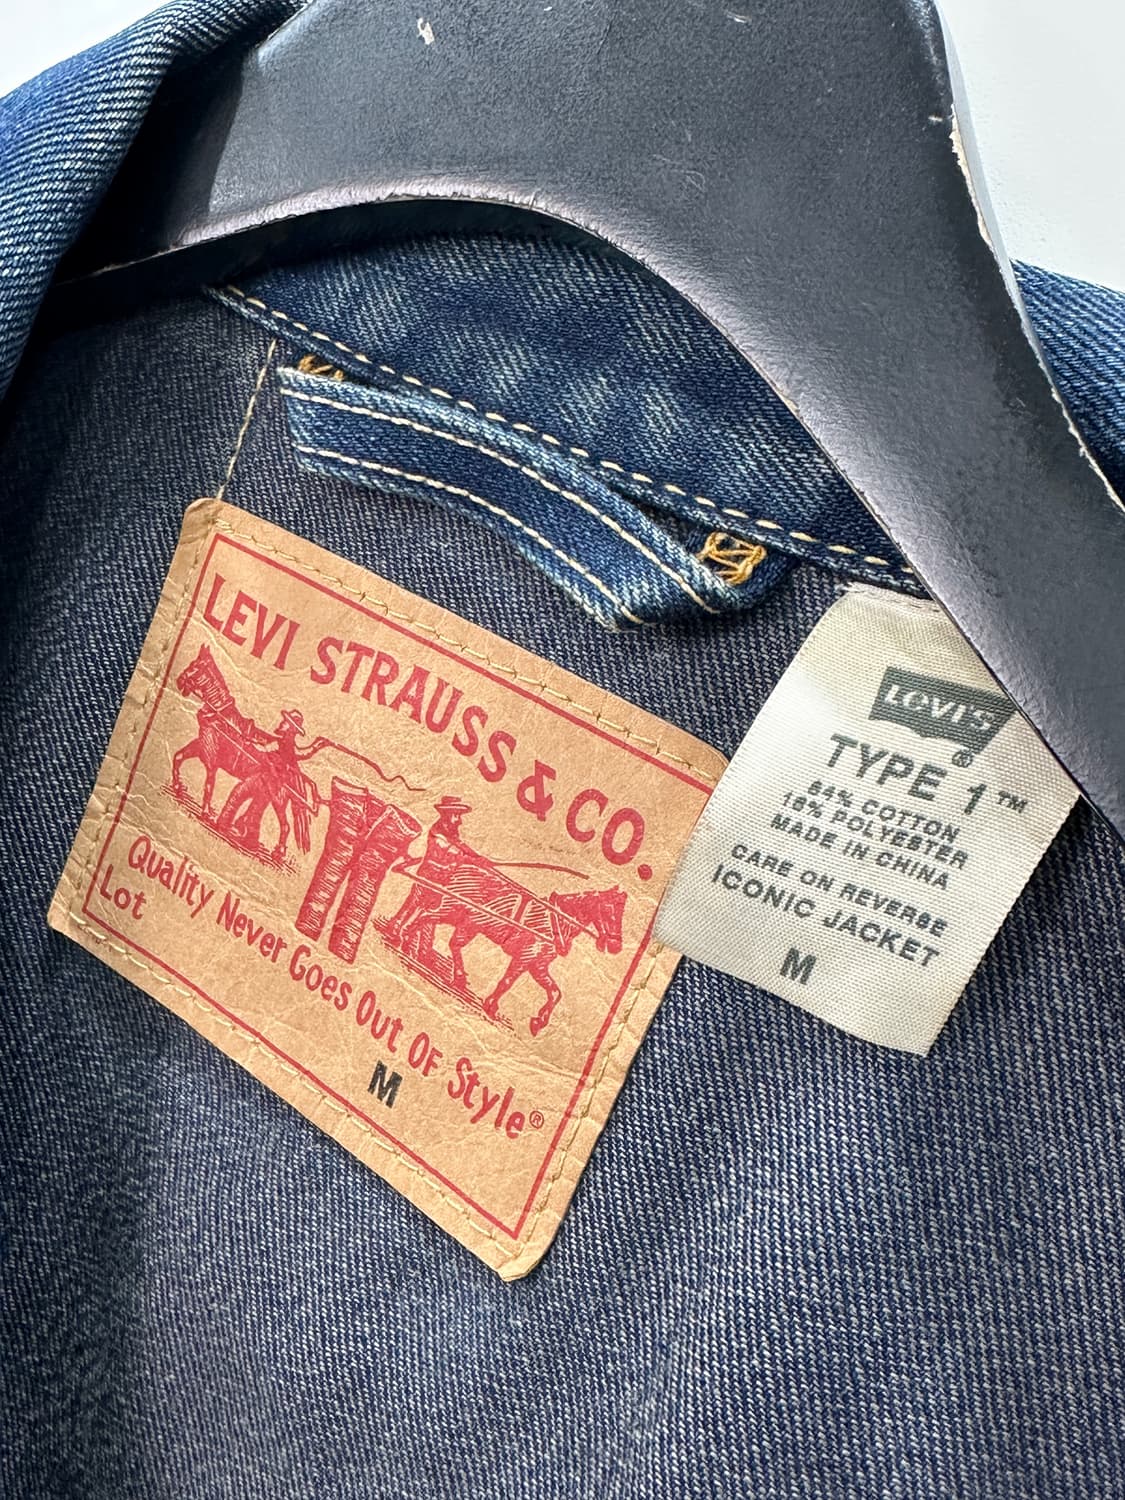 LEVI STRAUSS & CO.
Quality Never Goes Out OF Style®
Lot
M
LEVI'S
®
TYPE 1™
84% COTTON
16% POLYESTER
MADE IN CHINA
CARE ON REVERSE
ICONIC JACKET
M